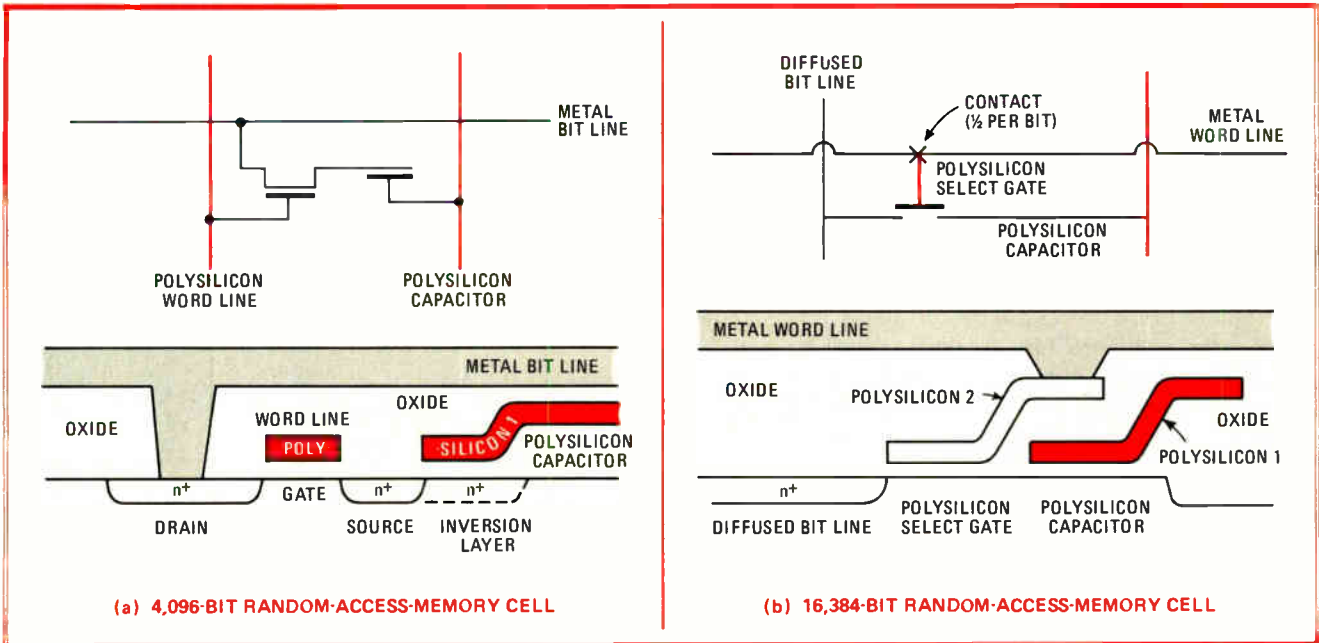 METAL
BIT LINE
POLYSILICON
WORD LINE
POLYSILICON
CAPACITOR
METAL BIT LINE
OXIDE
WORD LINE
OXIDE
POLY
SILICON 1
POLYSILICON
CAPACITOR
n+
GATE
n+
n+
DRAIN
SOURCE
INVERSION
LAYER
(a) 4,096-BIT RANDOM-ACCESS-MEMORY CELL
DIFFUSED
BIT LINE
CONTACT
(½ PER BIT)
METAL
WORD LINE
POLYSILICON
SELECT GATE
POLYSILICON
CAPACITOR
METAL WORD LINE
OXIDE
POLYSILICON 2
OXIDE
POLYSILICON 1
n+
DIFFUSED BIT LINE
POLYSILICON
SELECT GATE
POLYSILICON
CAPACITOR
(b) 16,384-BIT RANDOM-ACCESS-MEMORY CELL